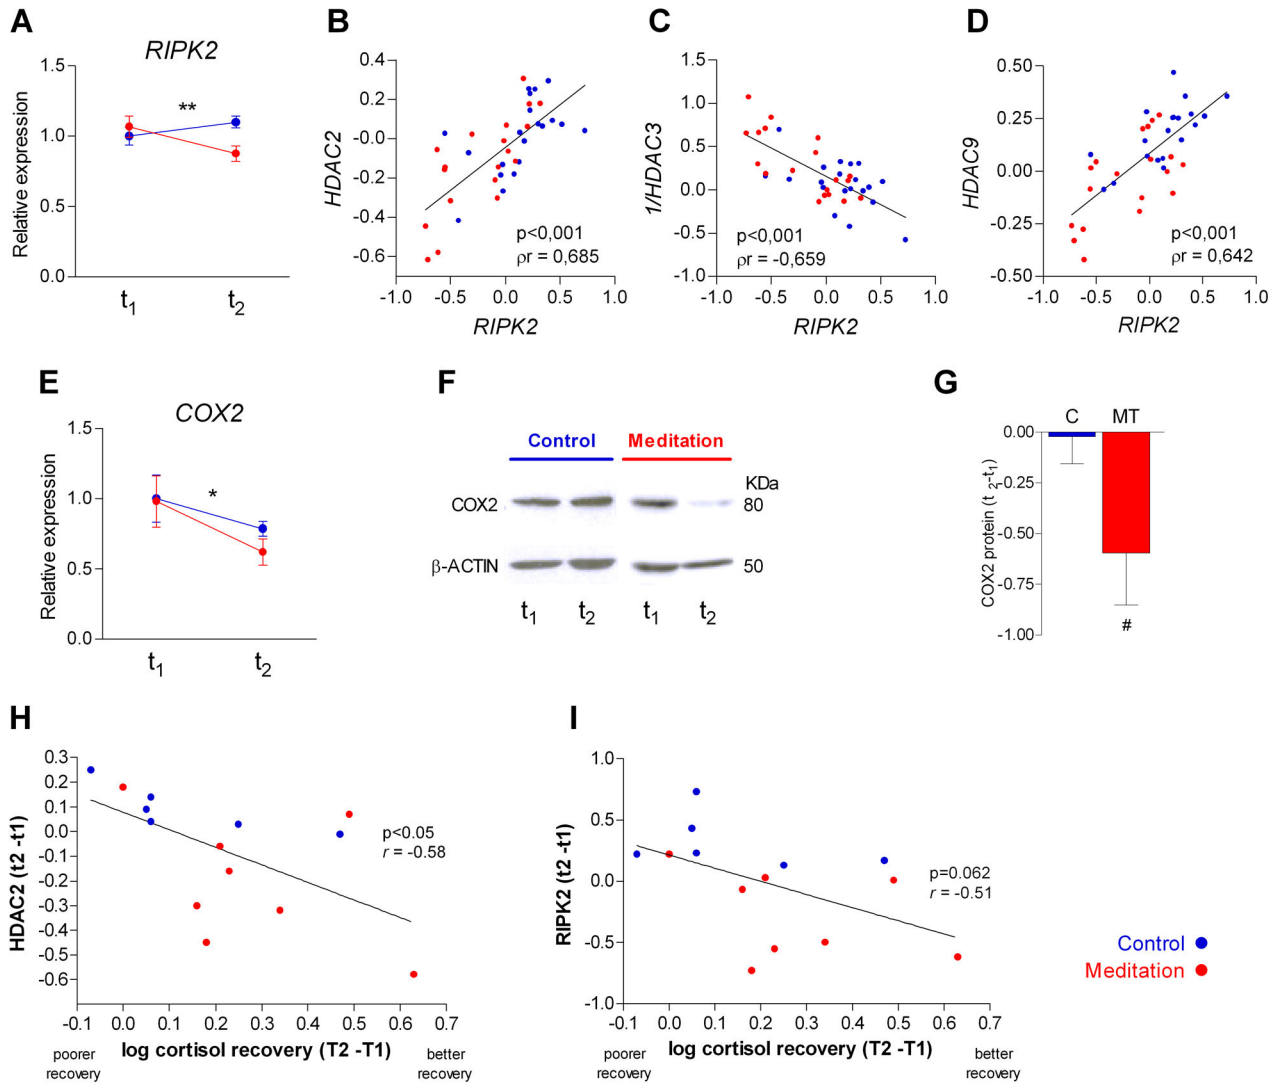 A
RIPK2
Relative expression
1.5
1.0
0.5
0.0
**
t1
t2
B
HDAC2
0.4
0.2
-0.0
-0.2
-0.4
-0.6
p<0,001
ρr = 0,685
-1.0
-0.5
0.0
0.5
1.0
RIPK2
C
1/HDAC3
1.5
1.0
0.5
0.0
-0.5
-1.0
p<0,001
ρr = -0,659
-1.0
-0.5
0.0
0.5
1.0
RIPK2
D
HDAC9
0.50
0.25
0.00
-0.25
-0.50
p<0,001
ρr = 0,642
-1.0
-0.5
0.0
0.5
1.0
RIPK2
E
COX2
Relative expression
1.5
1.0
0.5
0.0
*
t1
t2
F
Control
Meditation
KDa
COX2
80
β-ACTIN
50
t1
t2
t1
t2
G
C
MT
COX2 protein (t 2-t1)
0.00
-0.25
-0.50
-0.75
-1.00
#
H
HDAC2 (t2 -t1)
0.3
0.2
0.1
0.0
-0.1
-0.2
-0.3
-0.4
-0.5
-0.6
p<0.05
r = -0.58
-0.1
0.0
0.1
0.2
0.3
0.4
0.5
0.6
0.7
log cortisol recovery (T2 -T1)
poorer
recovery
better
recovery
I
RIPK2 (t2 -t1)
1.0
0.5
0.0
-0.5
-1.0
p=0.062
r = -0.51
-0.1
0.0
0.1
0.2
0.3
0.4
0.5
0.6
0.7
log cortisol recovery (T2 -T1)
poorer
recovery
better
recovery
Control
Meditation